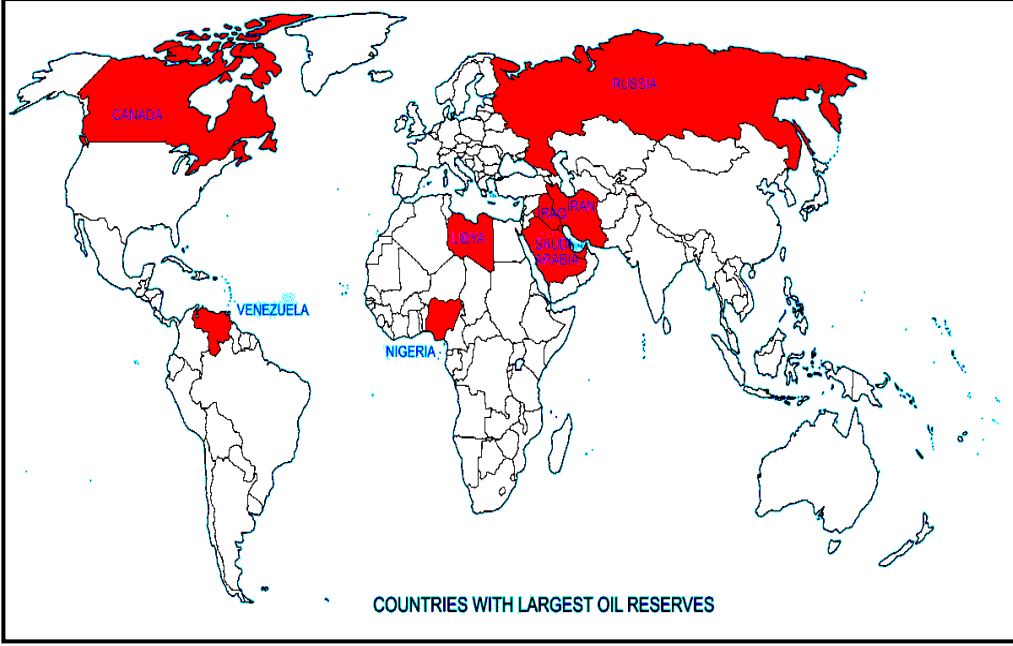 CANADA
RUSSIA
IRAQ
IRAN
LIBYA
SAUDI
ARABIA
VENEZUELA
NIGERIA
COUNTRIES WITH LARGEST OIL RESERVES